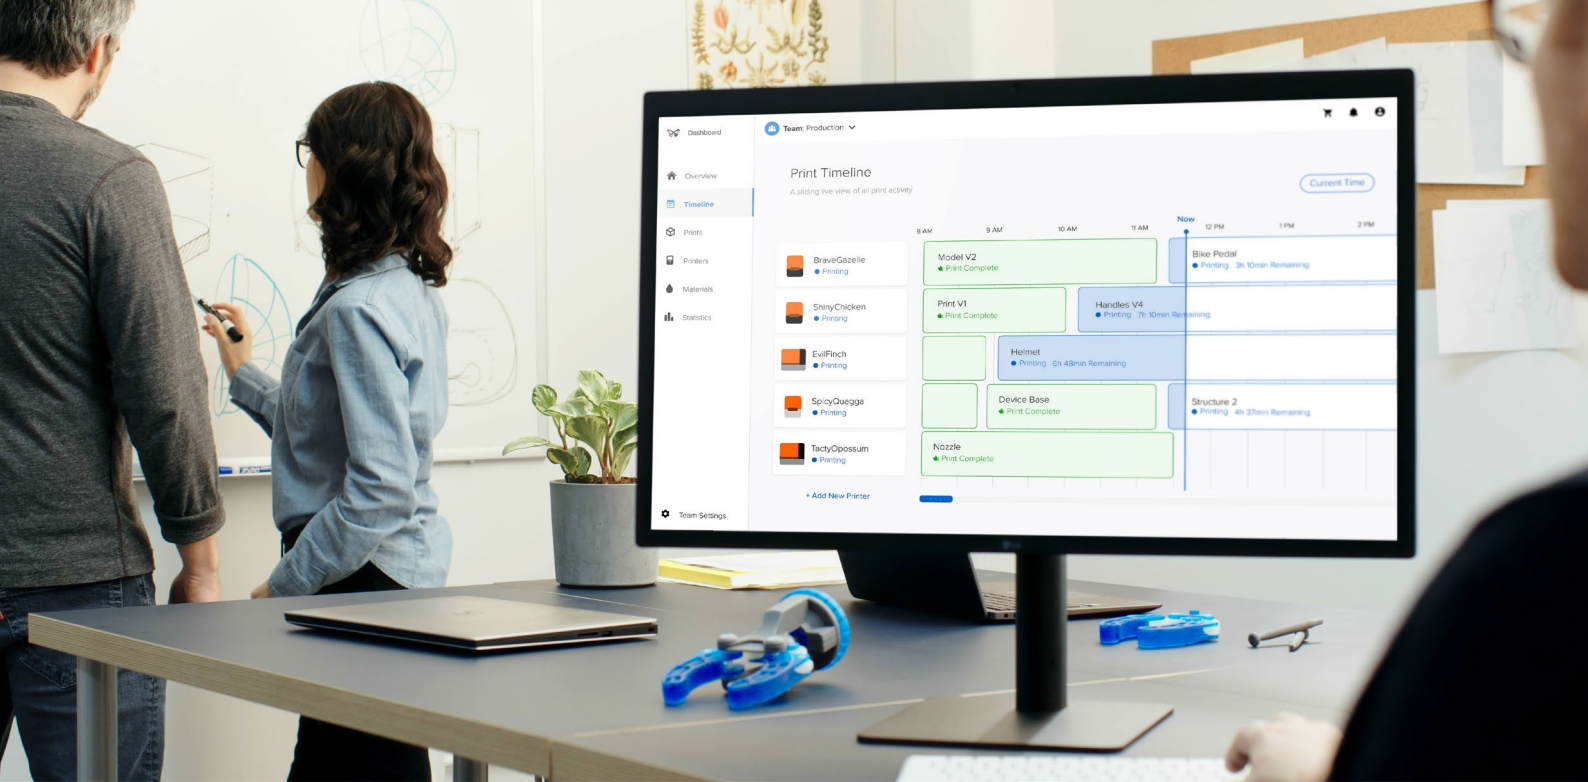 Dashboard
Team: Production
Overview
Timeline
Prints
Printers
Materials
Statistics
Team Settings
Print Timeline
A sliding live view of all print activity
Current Time
Now
8 AM 9 AM 10 AM 11 AM 12 PM 1 PM 2 PM
BraveGazelle
Printing
Model V2
Print Complete
Bike Pedal
Printing 3h 10min Remaining
ShinyChicken
Printing
Print V1
Print Complete
Handles V4
Printing 7h 10min Remaining
EvilFinch
Printing
Helmet
Printing 6h 48min Remaining
SpicyQuagga
Printing
Device Base
Print Complete
Structure 2
Printing 4h 37min Remaining
TactyOpossum
Printing
Nozzle
Print Complete
+ Add New Printer